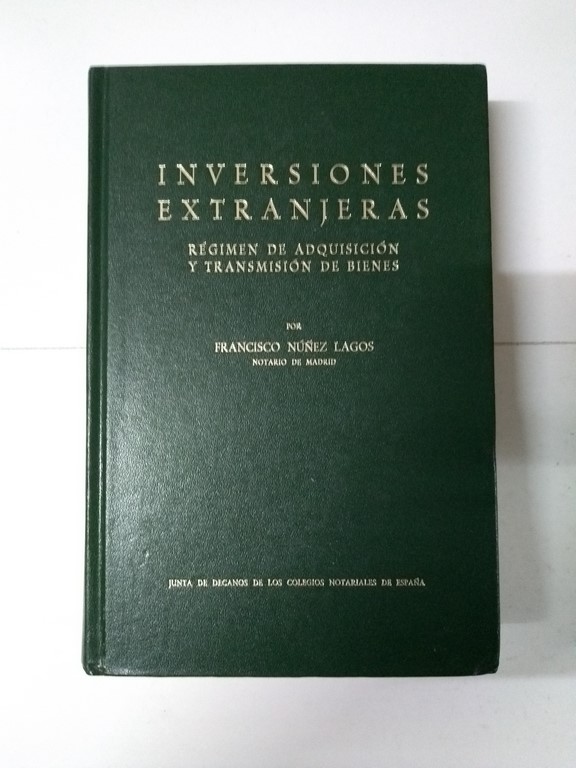 INVERSIONES
EXTRANJERAS
RÉGIMEN DE ADQUISICIÓN
Y TRANSMISIÓN DE BIENES
POR
FRANCISCO NÚÑEZ LAGOS
NOTARIO DE MADRID
JUNTA DE DECANOS DE LOS COLEGIOS NOTARIALES DE ESPAÑA